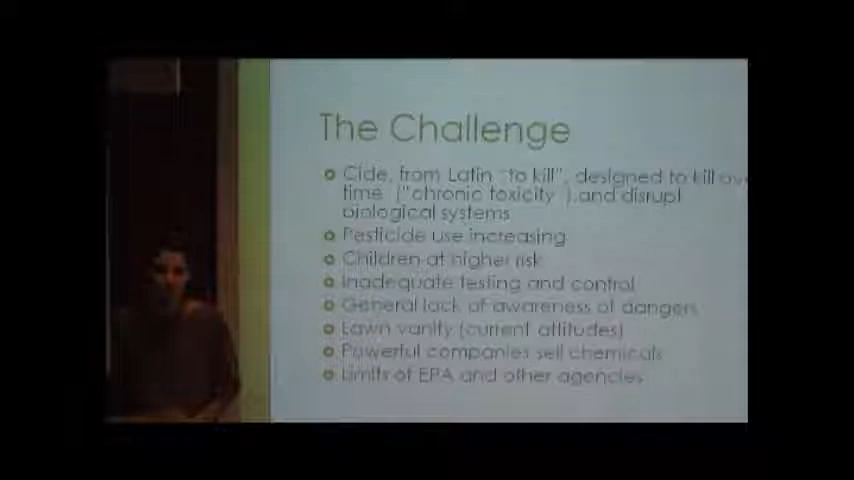 The Challenge
Cide, from Latin "to kill", designed to kill over
time ("chronic toxicity"),and disrupt
biological systems
Pesticide use increasing
Children at higher risk
Inadequate testing and control
General lack of awareness of dangers
Lawn vanity (current attitudes)
Powerful companies sell chemicals
Limits of EPA and other agencies